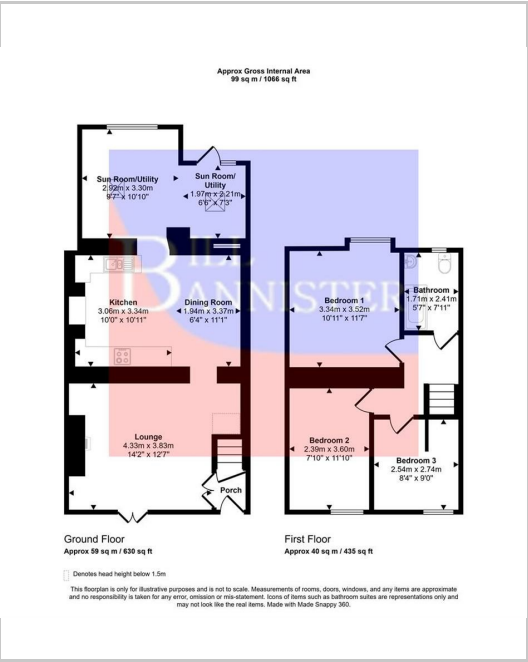 Approx Gross Internal Area
99 sq m / 1066 sq ft
Sun Room/Utility
2.92m x 3.30m
9'7" x 10'10"
Sun Room/
Utility
1.97m x 2.21m
6'6" x 7'3"
BILL
BANNISTER
Kitchen
3.06m x 3.34m
10'0" x 10'11"
Dining Room
1.94m x 3.37m
6'4" x 11'1"
Bedroom 1
3.34m x 3.52m
10'11" x 11'7"
Bathroom
1.71m x 2.41m
5'7" x 7'11"
Lounge
4.33m x 3.83m
14'2" x 12'7"
Porch
Bedroom 2
2.39m x 3.60m
7'10" x 11'10"
Bedroom 3
2.54m x 2.74m
8'4" x 9'0"
Ground Floor
Approx 59 sq m / 630 sq ft
First Floor
Approx 40 sq m / 435 sq ft
Denotes head height below 1.5m
This floorplan is only for illustrative purposes and is not to scale. Measurements of rooms, doors, windows, and any items are approximate
and no responsibility is taken for any error, omission or mis-statement. Icons of items such as bathroom suites are representations only and
may not look like the real items. Made with Made Snappy 360.